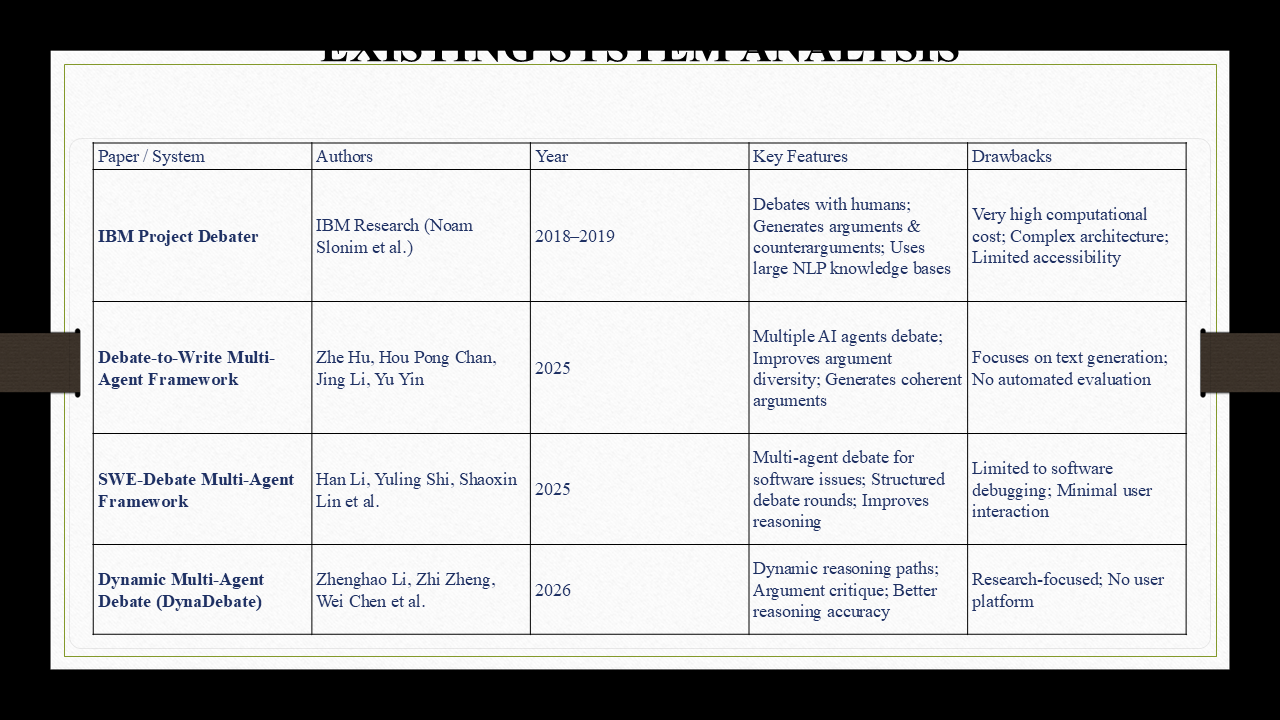 EXISTING SYSTEM ANALYSIS
Paper / System
Authors
Year
Key Features
Drawbacks
IBM Project Debater
IBM Research (Noam
Slonim et al.)
2018–2019
Debates with humans;
Generates arguments &
counterarguments; Uses
large NLP knowledge bases
Very high computational
cost; Complex architecture;
Limited accessibility
Debate-to-Write Multi-
Agent Framework
Zhe Hu, Hou Pong Chan,
Jing Li, Yu Yin
2025
Multiple AI agents debate;
Improves argument
diversity; Generates coherent
arguments
Focuses on text generation;
No automated evaluation
SWE-Debate Multi-Agent
Framework
Han Li, Yuling Shi, Shaoxin
Lin et al.
2025
Multi-agent debate for
software issues; Structured
debate rounds; Improves
reasoning
Limited to software
debugging; Minimal user
interaction
Dynamic Multi-Agent
Debate (DynaDebate)
Zhenghao Li, Zhi Zheng,
Wei Chen et al.
2026
Dynamic reasoning paths;
Argument critique; Better
reasoning accuracy
Research-focused; No user
platform